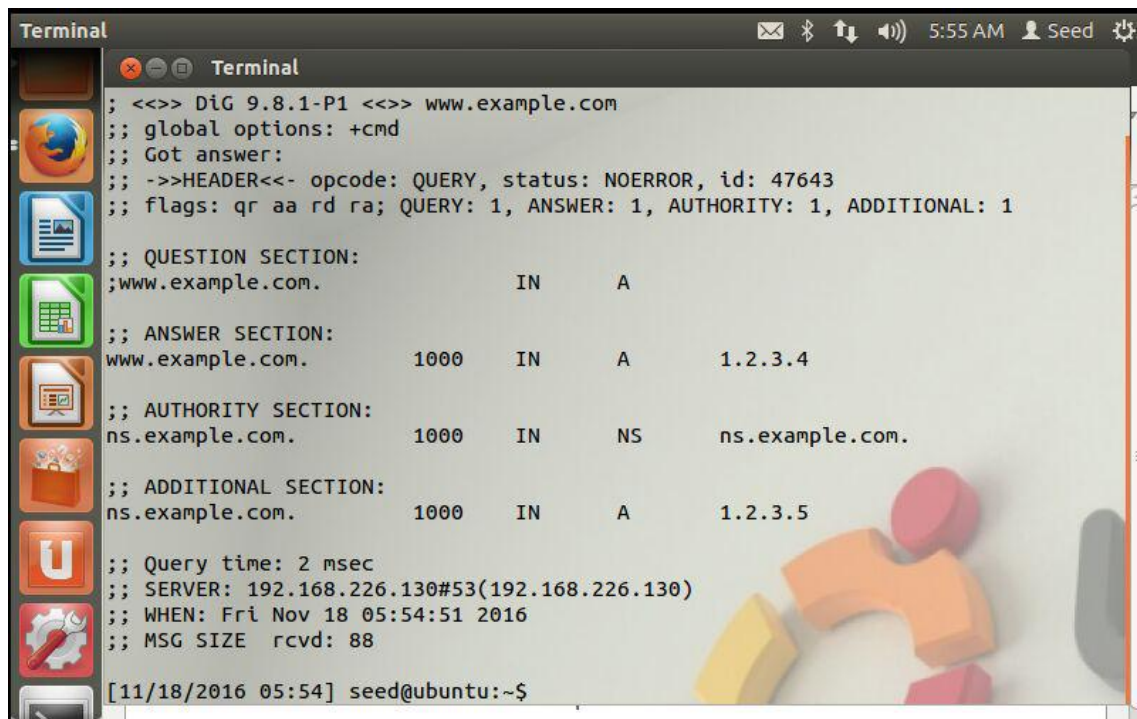 Terminal 5:55 AM Seed
Terminal
; <<>> DiG 9.8.1-P1 <<>> www.example.com
;; global options: +cmd
;; Got answer:
;; ->>HEADER<<- opcode: QUERY, status: NOERROR, id: 47643
;; flags: qr aa rd ra; QUERY: 1, ANSWER: 1, AUTHORITY: 1, ADDITIONAL: 1
;; QUESTION SECTION:
;www.example.com. IN A
;; ANSWER SECTION:
www.example.com. 1000 IN A 1.2.3.4
;; AUTHORITY SECTION:
ns.example.com. 1000 IN NS ns.example.com.
;; ADDITIONAL SECTION:
ns.example.com. 1000 IN A 1.2.3.5
;; Query time: 2 msec
;; SERVER: 192.168.226.130#53(192.168.226.130)
;; WHEN: Fri Nov 18 05:54:51 2016
;; MSG SIZE rcvd: 88
[11/18/2016 05:54] seed@ubuntu:~$